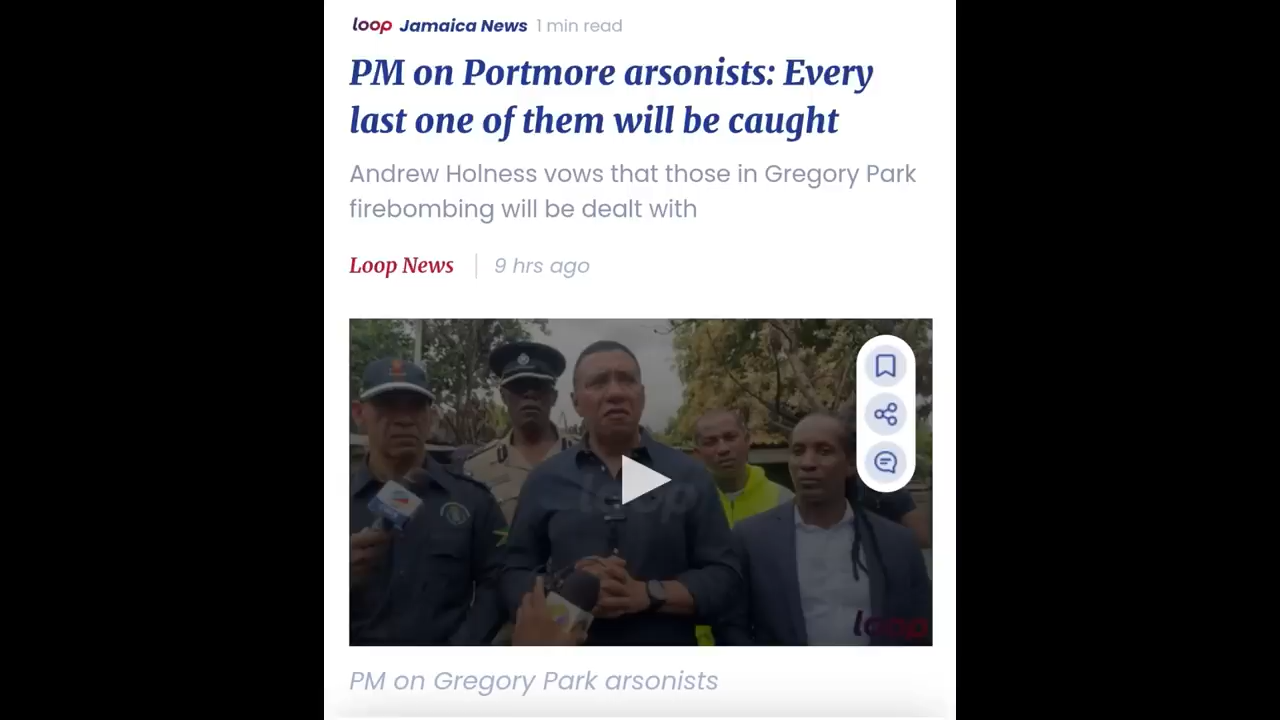 loop Jamaica News 1 min read
PM on Portmore arsonists: Every
last one of them will be caught
Andrew Holness vows that those in Gregory Park
firebombing will be dealt with
Loop News 9 hrs ago
loop
loop
PM on Gregory Park arsonists